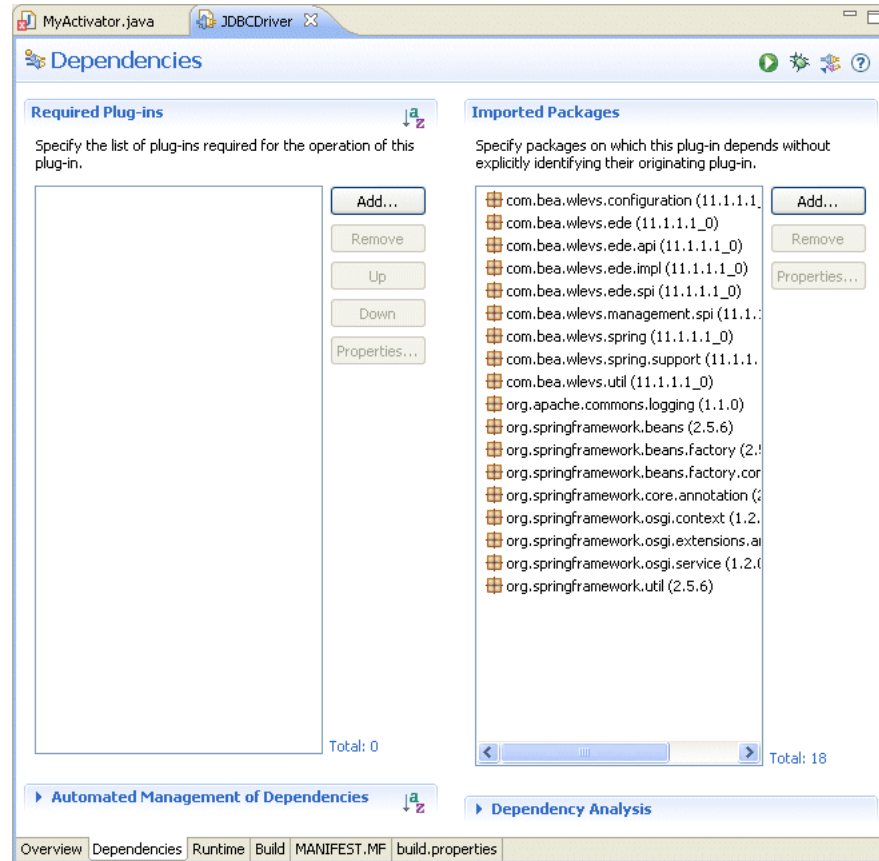 MyActivator.java
JDBCDriver
Dependencies
Required Plug-ins
Specify the list of plug-ins required for the operation of this
plug-in.
Add...
Remove
Up
Down
Properties...
Total: 0
Automated Management of Dependencies
Imported Packages
Specify packages on which this plug-in depends without
explicitly identifying their originating plug-in.
com.bea.wlevs.configuration (11.1.1.1_
com.bea.wlevs.ede (11.1.1.1_0)
com.bea.wlevs.ede.api (11.1.1.1_0)
com.bea.wlevs.ede.impl (11.1.1.1_0)
com.bea.wlevs.ede.spi (11.1.1.1_0)
com.bea.wlevs.management.spi (11.1.
com.bea.wlevs.spring (11.1.1.1_0)
com.bea.wlevs.spring.support (11.1.1.
com.bea.wlevs.util (11.1.1.1_0)
org.apache.commons.logging (1.1.0)
org.springframework.beans (2.5.6)
org.springframework.beans.factory (2.
org.springframework.beans.factory.con
org.springframework.core.annotation (2
org.springframework.osgi.context (1.2.
org.springframework.osgi.extensions.an
org.springframework.osgi.service (1.2.0
org.springframework.util (2.5.6)
Add...
Remove
Properties...
Total: 18
Dependency Analysis
Overview Dependencies Runtime Build MANIFEST.MF build.properties